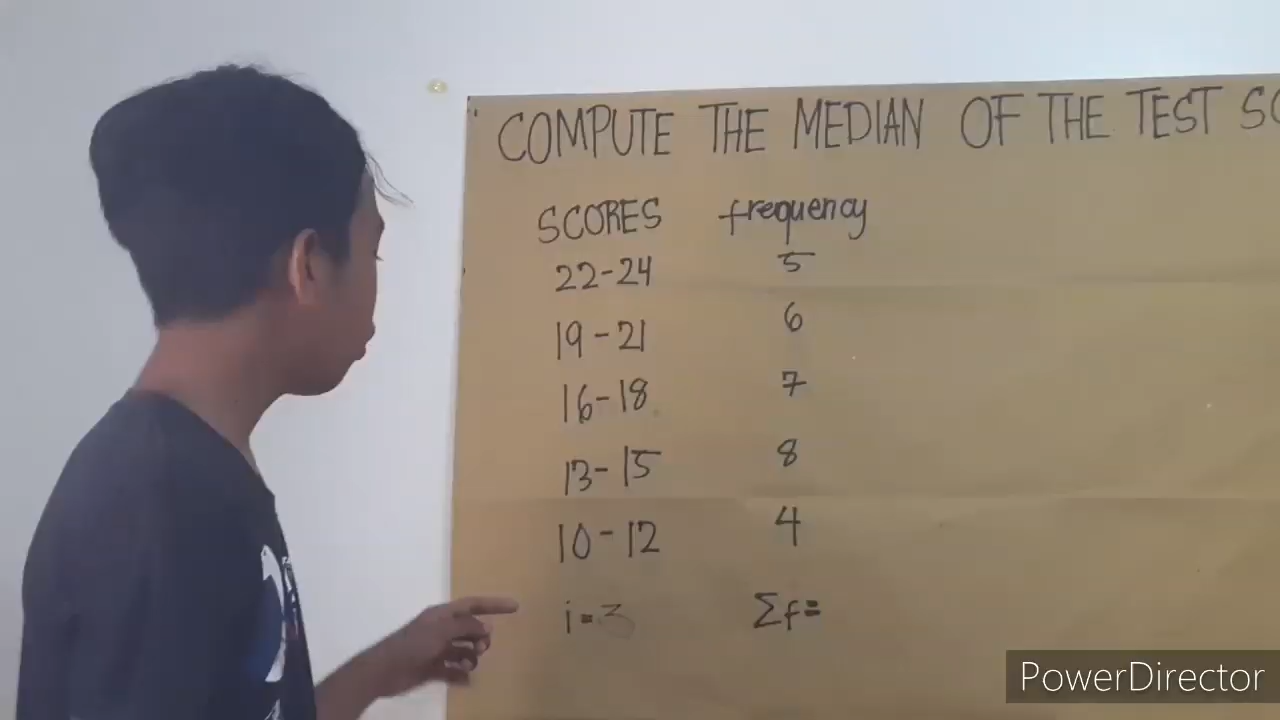 COMPUTE THE MEDIAN OF THE TEST SC
SCORES frequency
22-24 5
19-21 6
16-18 7
13-15 8
10-12 4
i=3 Σf=
PowerDirector